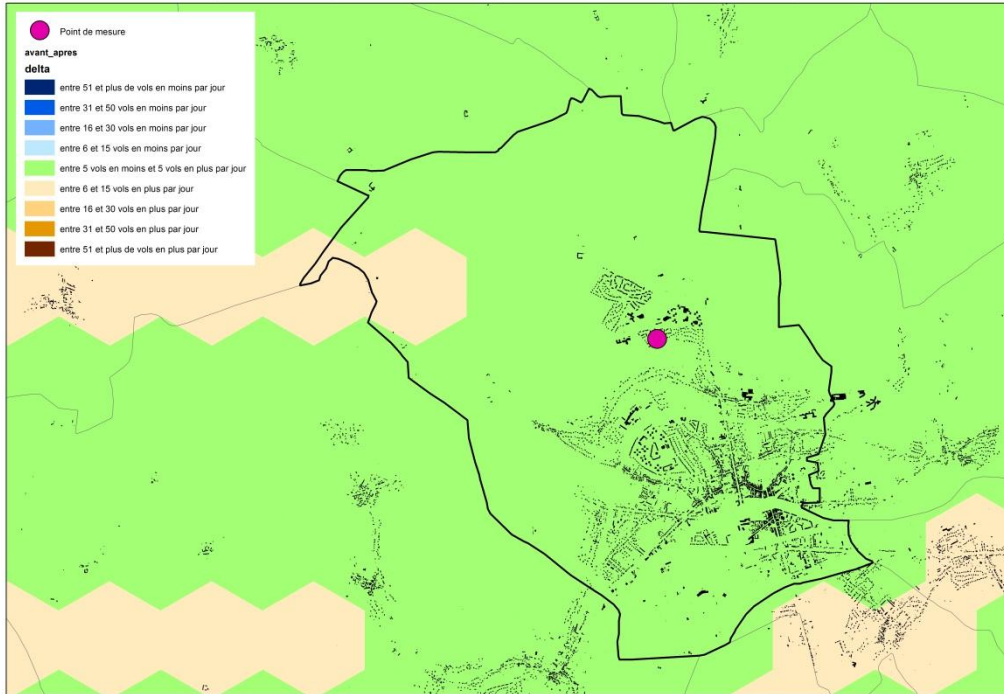 Point de mesure
avant_apres
delta
entre 51 et plus de vols en moins par jour
entre 31 et 50 vols en moins par jour
entre 16 et 30 vols en moins par jour
entre 6 et 15 vols en moins par jour
entre 5 vols en moins et 5 vols en plus par jour
entre 6 et 15 vols en plus par jour
entre 16 et 30 vols en plus par jour
entre 31 et 50 vols en plus par jour
entre 51 et plus de vols en plus par jour